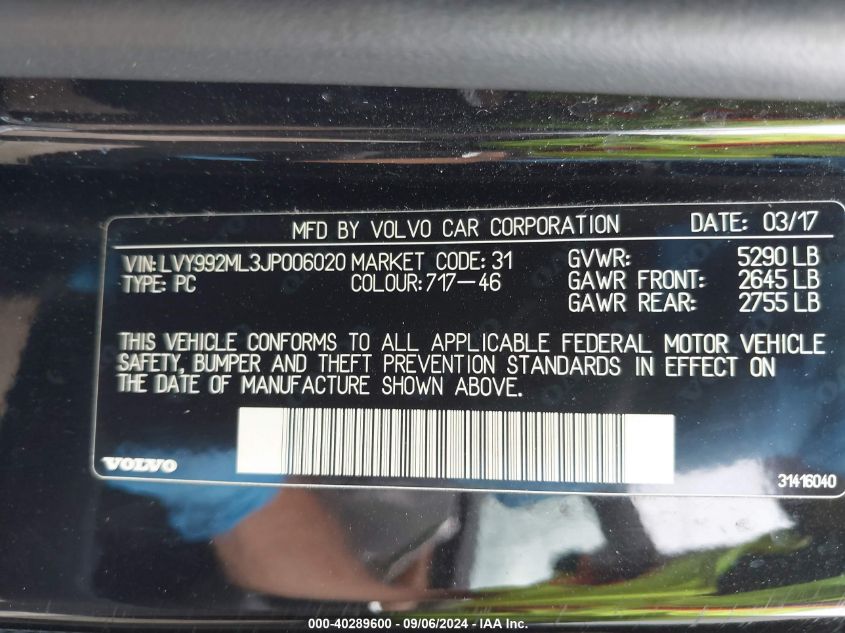 MFD BY VOLVO CAR CORPORATION DATE: 03/17
VIN: LVY992ML3JP006020 MARKET CODE: 31 GVWR: 5290 LB
TYPE: PC COLOUR: 717-46 GAWR FRONT: 2645 LB
GAWR REAR: 2755 LB
THIS VEHICLE CONFORMS TO ALL APPLICABLE FEDERAL MOTOR VEHICLE
SAFETY, BUMPER AND THEFT PREVENTION STANDARDS IN EFFECT ON
THE DATE OF MANUFACTURE SHOWN ABOVE.
VOLVO
31416040
000-40289600 - 09/06/2024 - IAA Inc.